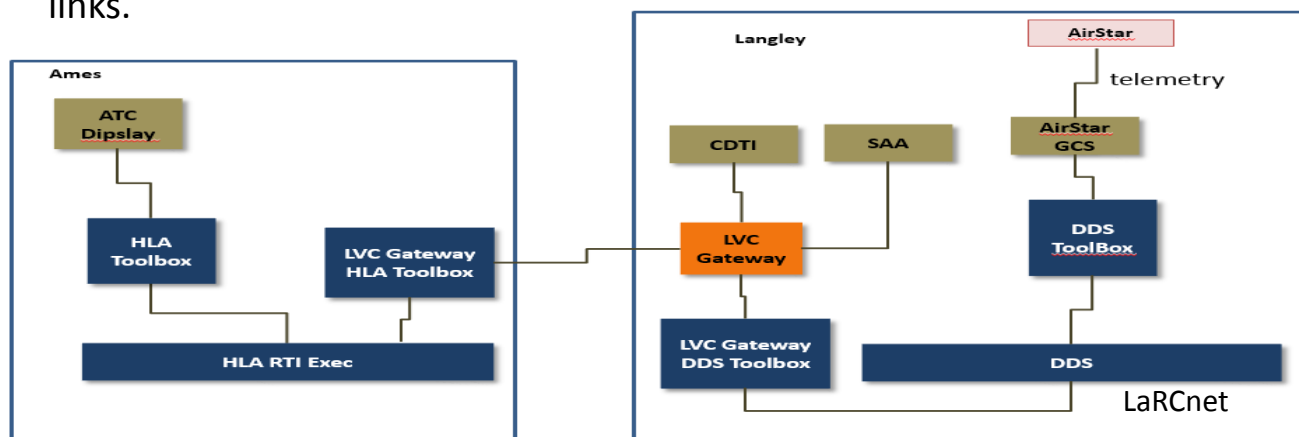 links.
Ames
ATC
Dipslay
HLA
Toolbox
LVC Gateway
HLA Toolbox
HLA RTI Exec
Langley
AirStar
telemetry
AirStar
GCS
CDTI
SAA
LVC
Gateway
DDS
ToolBox
LVC Gateway
DDS Toolbox
DDS
LaRCnet